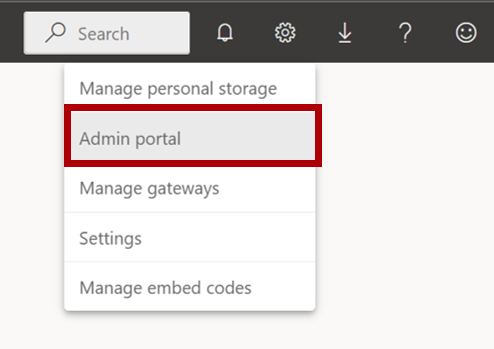 Search
Manage personal storage
Admin portal
Manage gateways
Settings
Manage embed codes